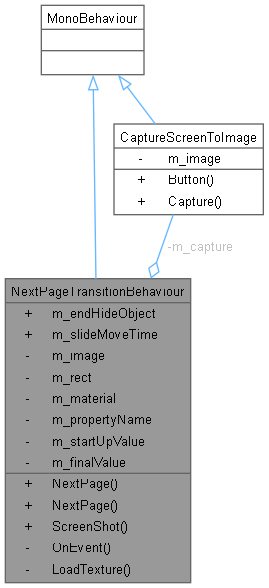 MonoBehaviour
CaptureScreenToImage
- m_image
+ Button()
+ Capture()
-m_capture
NextPageTransitionBehaviour
+ m_endHideObject
+ m_slideMoveTime
- m_image
- m_rect
- m_material
- m_propertyName
- m_startUpValue
- m_finalValue
+ NextPage()
+ NextPage()
+ ScreenShot()
- OnEvent()
- LoadTexture()